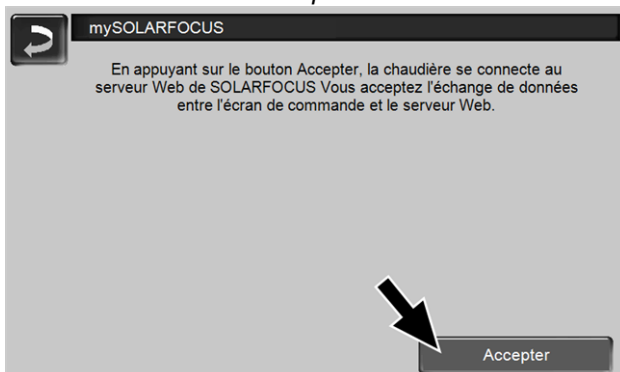 mySOLARFOCUS
En appuyant sur le bouton Accepter, la chaudière se connecte au
serveur Web de SOLARFOCUS Vous acceptez l'échange de données
entre l'écran de commande et le serveur Web.
Accepter